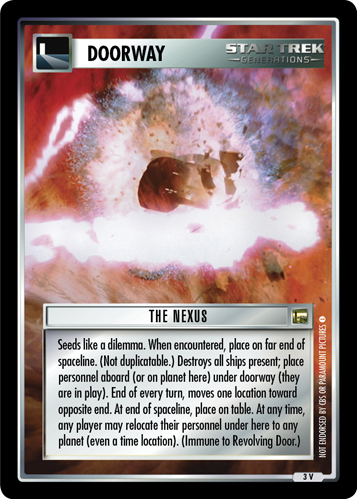 DOORWAY
STAR TREK
GENERATIONS
THE NEXUS
Seeds like a dilemma. When encountered, place on far end of
spaceline. (Not duplicatable.) Destroys all ships present; place
personnel aboard (or on planet here) under doorway (they
are in play). End of every turn, moves one location toward
opposite end. At end of spaceline, place on table. At any time,
any player may relocate their personnel under here to any
planet (even a time location). (Immune to Revolving Door.)
NOT ENDORSED BY CBS OR PARAMOUNT PICTURES
3 V